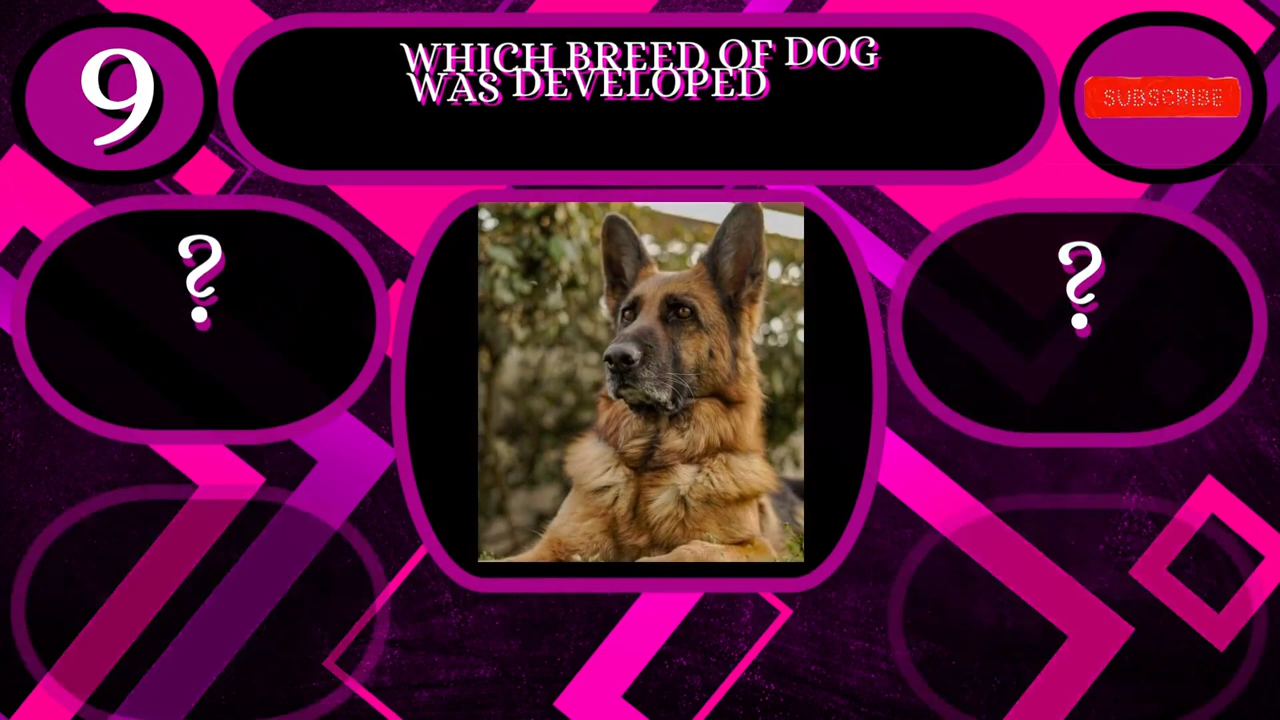 9
WHICH BREED OF DOG
WAS DEVELOPED
SUBSCRIBE
?
?